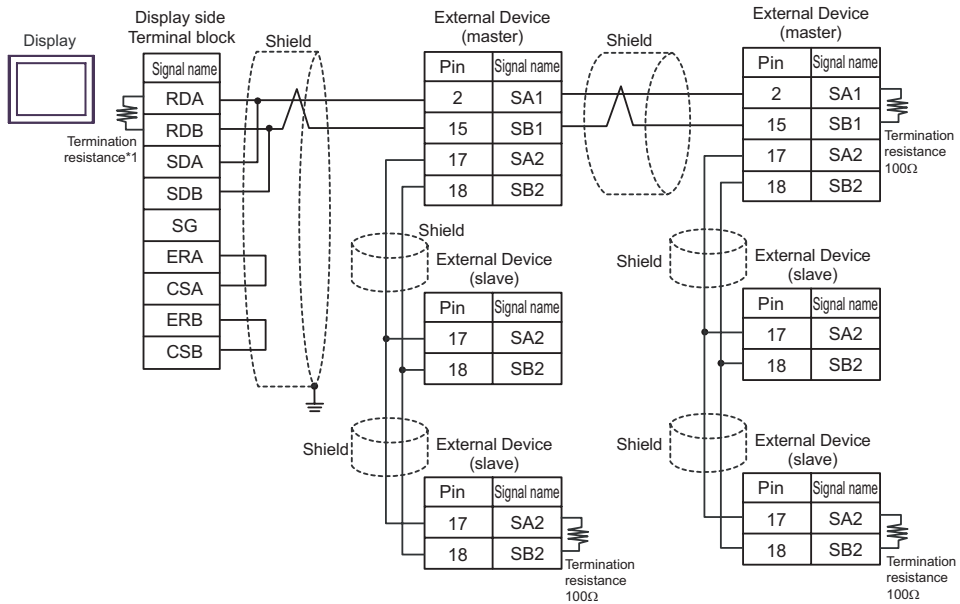 Display
Display side
Terminal block
Signal name
RDA
RDB
SDA
SDB
SG
ERA
CSA
ERB
CSB
Termination
resistance*1
Shield
External Device
(master)
Pin Signal name
2 SA1
15 SB1
17 SA2
18 SB2
Shield
External Device
(master)
Pin Signal name
2 SA1
15 SB1
17 SA2
18 SB2
Termination
resistance
100Ω
Shield
External Device
(slave)
Pin Signal name
17 SA2
18 SB2
Shield
External Device
(slave)
Pin Signal name
17 SA2
18 SB2
Shield
External Device
(slave)
Pin Signal name
17 SA2
18 SB2
Termination
resistance
100Ω
Shield
External Device
(slave)
Pin Signal name
17 SA2
18 SB2
Termination
resistance
100Ω